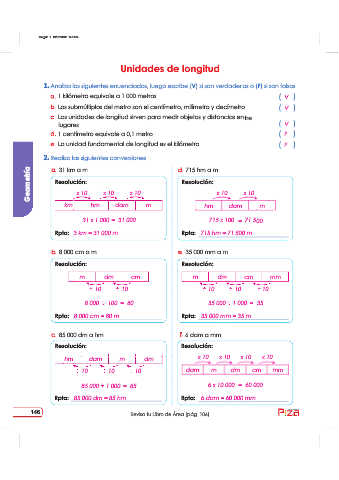 Unidades de longitud
1. Analiza los siguientes enunciados, luego escribe (V) si son verdaderos o (F) si son falsos
a 1 kilómetro equivale a 1 000 metros ( V )
b Los submúltiplos del metro son el centímetro, milímetro y decímetro ( V )
c Las unidades de longitud sirven para medir objetos y distancias entre
lugares ( V )
d. 1 centímetro equivale a 0,1 metro ( F )
e La unidad fundamental de longitud es el kilómetro ( F )
2. Realiza las siguientes conversiones
Geometría
a. 31 km a m
Resolución:
x 10 x 10 x 10
km hm dam m
31 x 1 000 = 31 000
Rpta: 3 km = 31 000 m
d. 715 hm a m
Resolución:
x 10 x 10
hm dam m
715 x 100 = 71 500
Rpta: 715 hm = 71 500 m
b. 8 000 cm a m
Resolución:
m dm cm
÷ 10 ÷ 10
8 000 ÷ 100 = 80
Rpta: 8 000 cm = 80 m
e. 35 000 mm a m
Resolución:
m dm cm mm
÷ 10 ÷ 10 ÷ 10
35 000 ÷ 1 000 = 35
Rpta: 35 000 mm = 35 m
c. 85 000 dm a hm
Resolución:
hm dam m dm
÷ 10 ÷ 10 ÷ 10
85 000 ÷ 1 000 = 85
Rpta: 85 000 dm = 85 hm
f. 6 dam a mm
Resolución:
x 10 x 10 x 10 x 10
dam m dm cm mm
6 x 10 000 = 60 000
Rpta: 6 dam = 60 000 mm
146
Revisa tu Libro de Área (pág. 106)